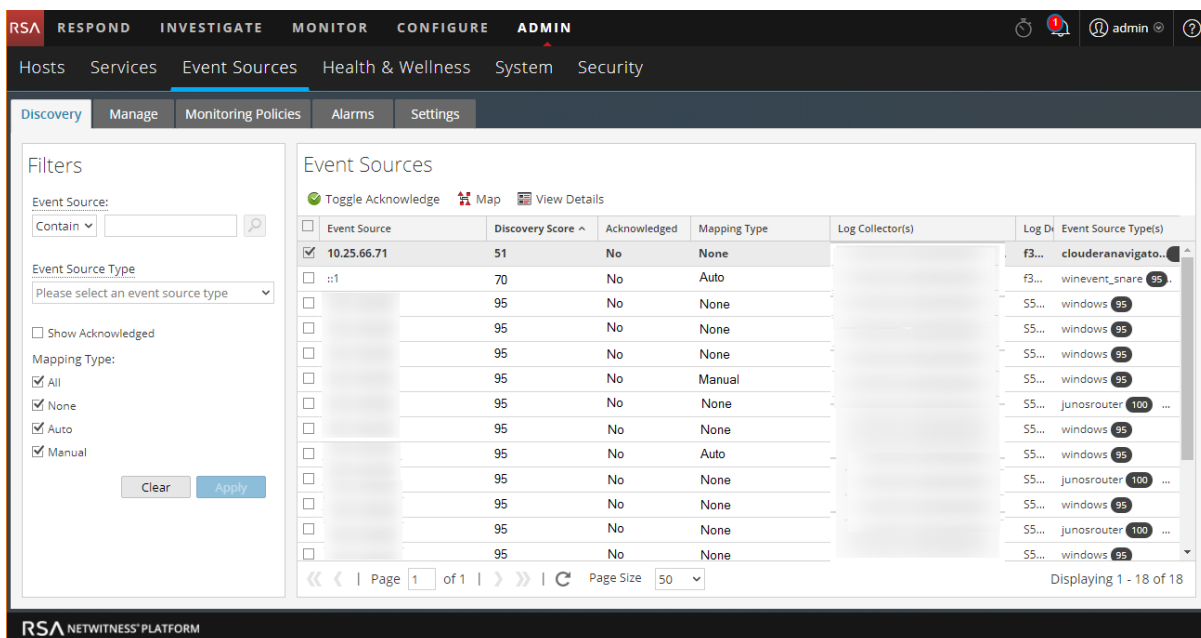 RSA RESPOND INVESTIGATE MONITOR CONFIGURE ADMIN 1 admin ?
Hosts Services Event Sources Health & Wellness System Security
Discovery Manage Monitoring Policies Alarms Settings
Filters
Event Source:
Contain
Event Source Type
Please select an event source type
Show Acknowledged
Mapping Type:
All
None
Auto
Manual
Clear Apply
Event Sources
Toggle Acknowledge Map View Details
Event Source Discovery Score Acknowledged Mapping Type Log Collector(s) Log D Event Source Type(s)
10.25.66.71 51 No None f3... clouderanavigato...
::1 70 No Auto f3... winevent_snare 95 ..
95 No None S5... windows 95
95 No None S5... windows 95
95 No None S5... windows 95
95 No Manual S5... windows 95
95 No None S5... junosrouter 100 ...
95 No None S5... windows 95
95 No Auto S5... windows 95
95 No None S5... junosrouter 100 ...
95 No None S5... windows 95
95 No None S5... junosrouter 100 ...
95 No None S5... windows 95
Page 1 of 1 Page Size 50 Displaying 1 - 18 of 18
RSA NETWITNESS® PLATFORM